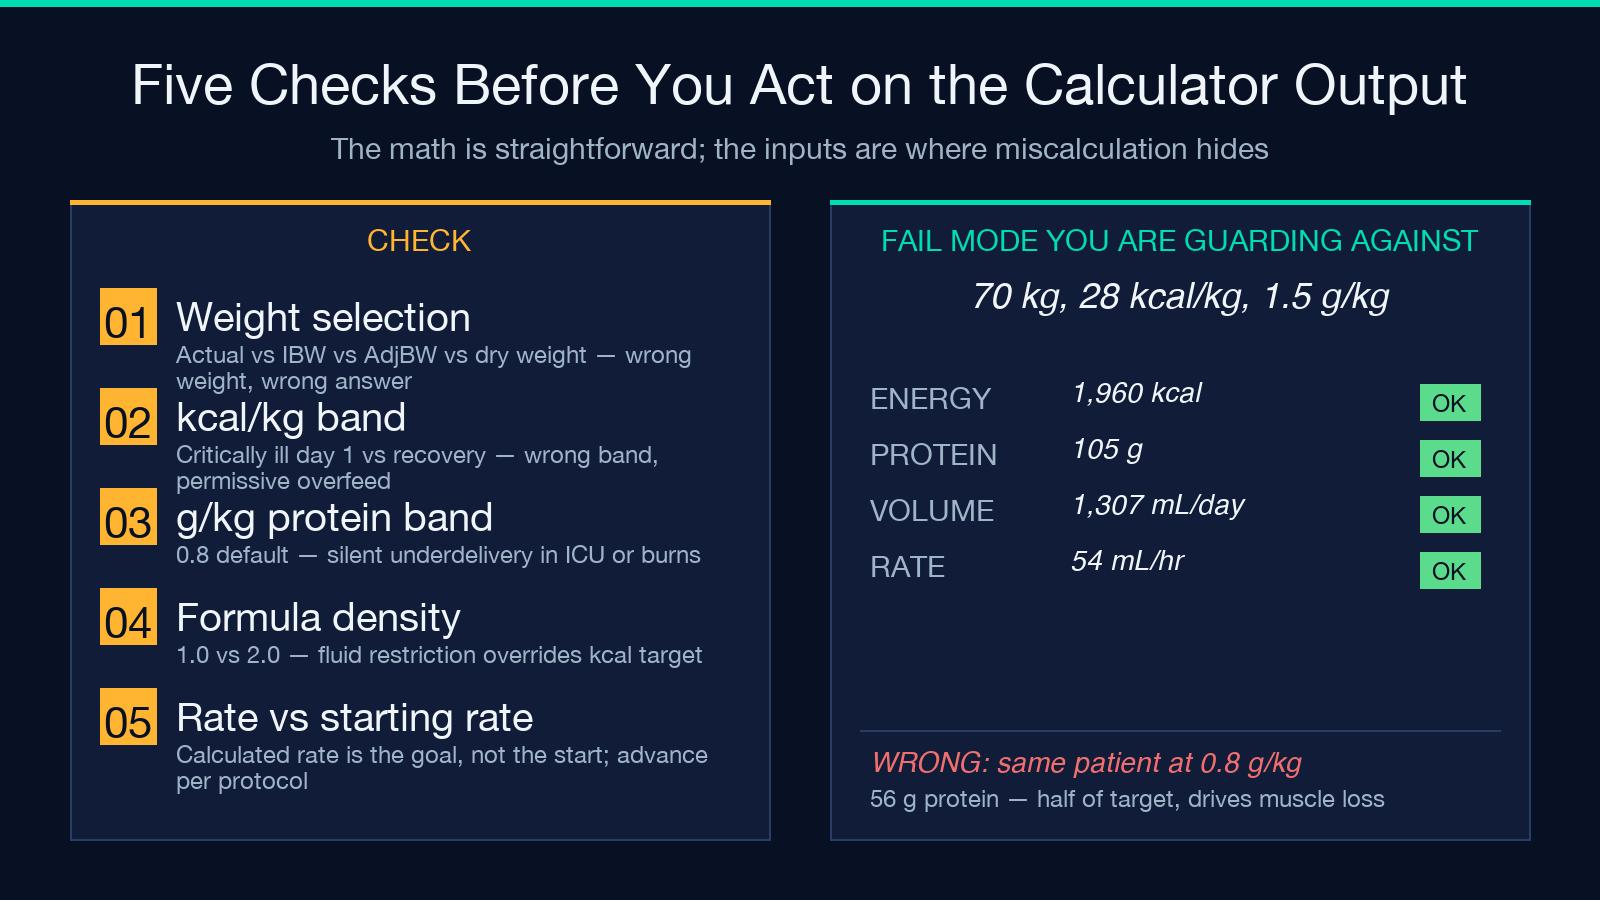 Five Checks Before You Act on the Calculator Output
The math is straightforward; the inputs are where miscalculation hides
CHECK
01 Weight selection
Actual vs IBW vs AdjBW vs dry weight — wrong
weight, wrong answer
02 kcal/kg band
Critically ill day 1 vs recovery — wrong band,
permissive overfeed
03 g/kg protein band
0.8 default — silent underdelivery in ICU or burns
04 Formula density
1.0 vs 2.0 — fluid restriction overrides kcal target
05 Rate vs starting rate
Calculated rate is the goal, not the start; advance
per protocol
FAIL MODE YOU ARE GUARDING AGAINST
70 kg, 28 kcal/kg, 1.5 g/kg
ENERGY 1,960 kcal OK
PROTEIN 105 g OK
VOLUME 1,307 mL/day OK
RATE 54 mL/hr OK
WRONG: same patient at 0.8 g/kg
56 g protein — half of target, drives muscle loss